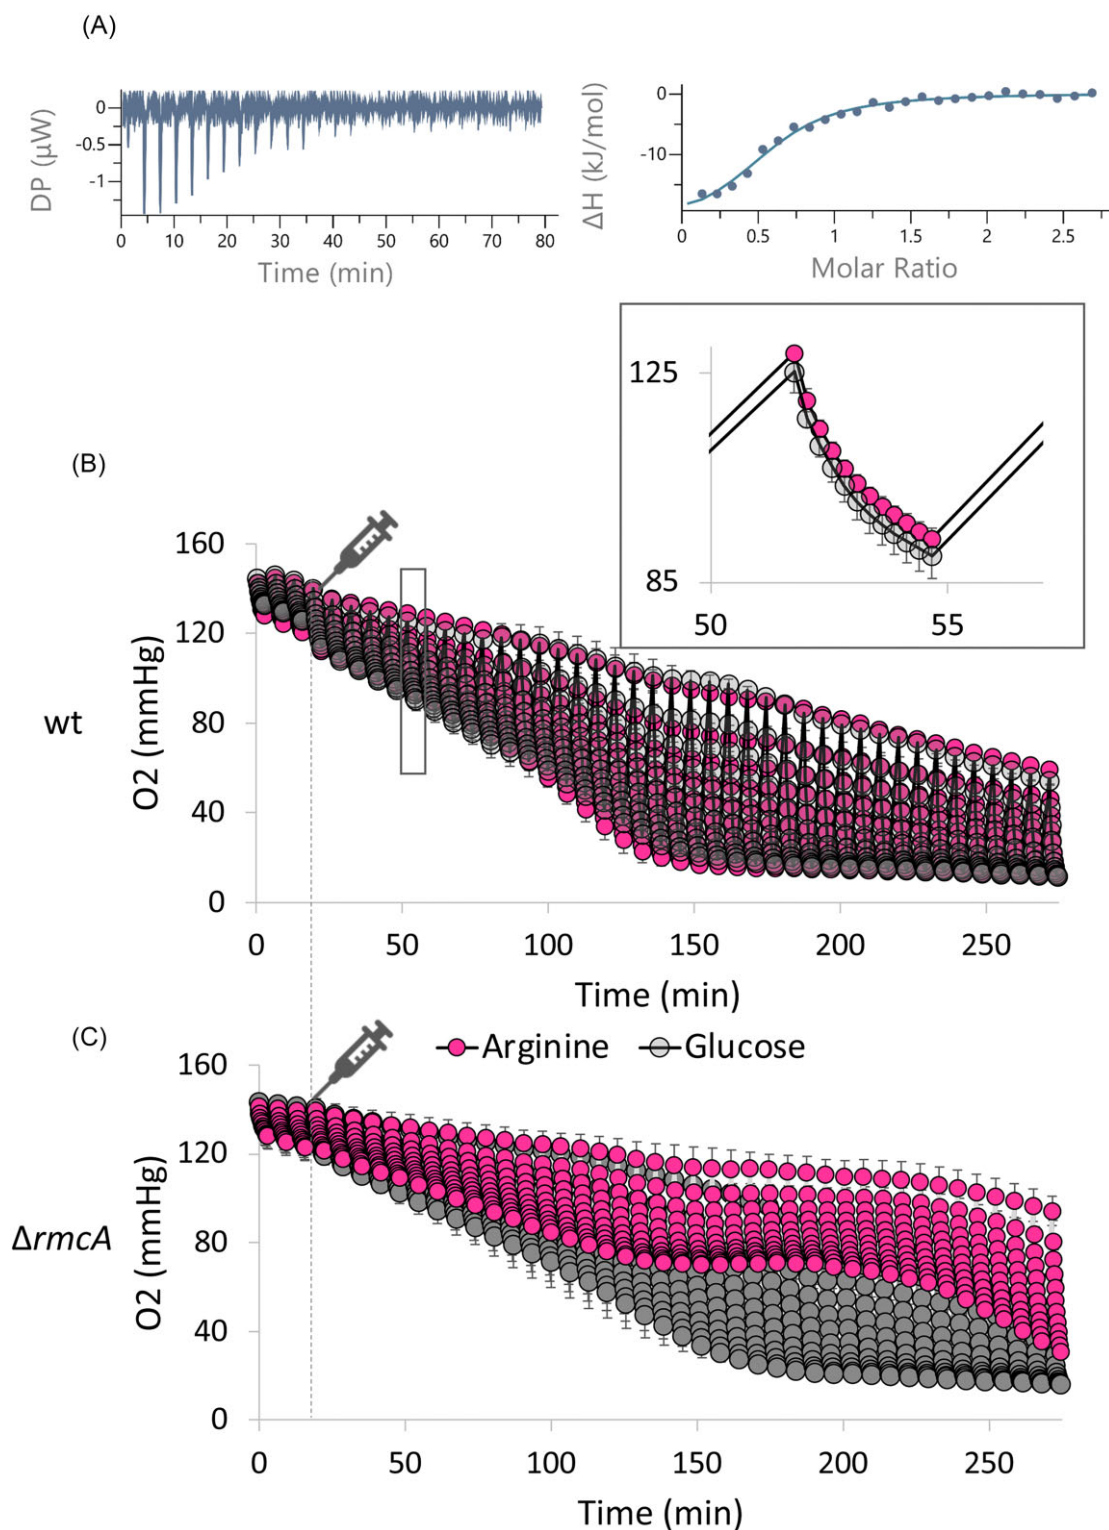 (A)
0
-0.5
-1
DP (µW)
0 10 20 30 40 50 60 70 80
Time (min)
0
-10
ΔH (kJ/mol)
0 0.5 1 1.5 2 2.5
Molar Ratio
125
85
50 55
(B)
160
120
80
40
0
wt
O2 (mmHg)
0 50 100 150 200 250
Time (min)
(C)
Arginine Glucose
160
120
80
40
0
ΔrmcA
O2 (mmHg)
0 50 100 150 200 250
Time (min)